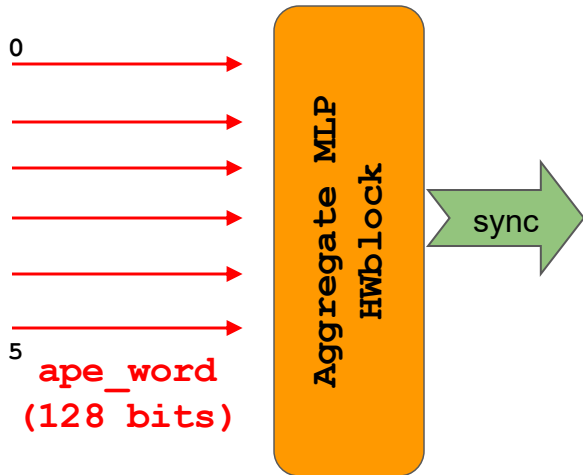 0
Aggregate MLP
HWblock
sync
5
ape_word
(128 bits)